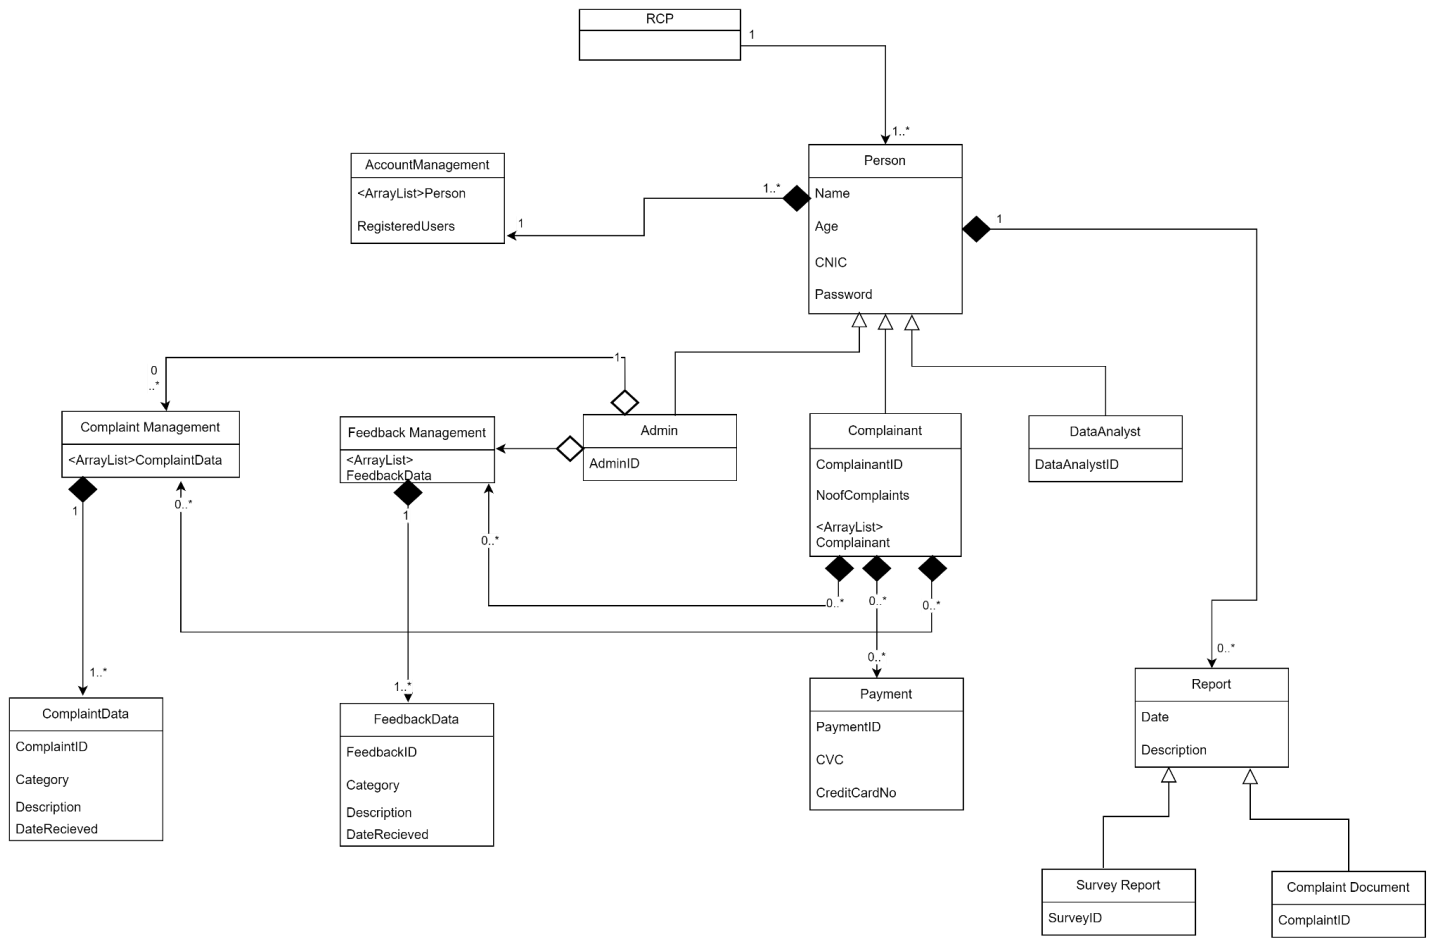 RCP
1
1..*
Person
Name
Age
CNIC
Password
AccountManagement
<ArrayList>Person
RegisteredUsers
1..*
1
1
1
0
..*
Complaint Management
<ArrayList>ComplaintData
Feedback Management
<ArrayList>
FeedbackData
Admin
AdminID
Complainant
ComplainantID
NoofComplaints
<ArrayList>
Complainant
DataAnalyst
DataAnalystID
1
0..*
1
0..*
0..*
0..*
0..*
0..*
0..*
1..*
1..*
ComplaintData
ComplaintID
Category
Description
DateRecieved
FeedbackData
FeedbackID
Category
Description
DateRecieved
Payment
PaymentID
CVC
CreditCardNo
Report
Date
Description
Survey Report
SurveyID
Complaint Document
ComplaintID